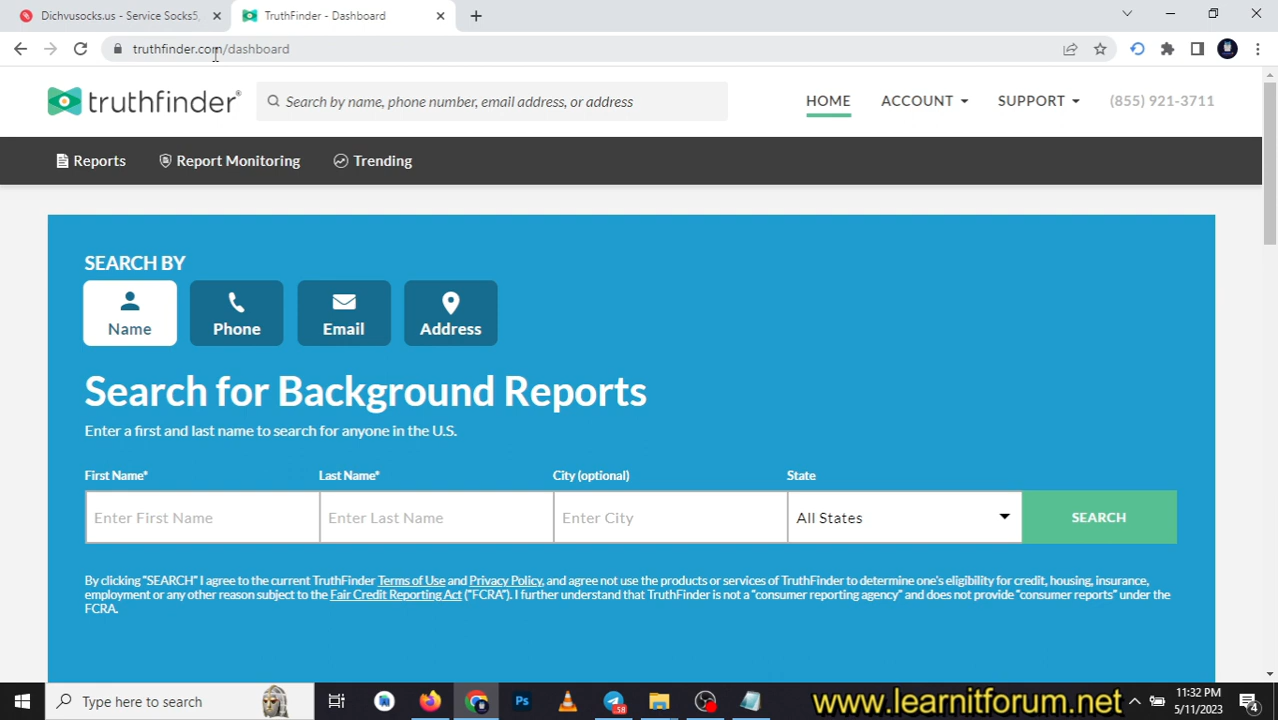 Dichvusocks.us - Service Socks5,
TruthFinder - Dashboard
truthfinder.com/dashboard
truthfinder®
Search by name, phone number, email address, or address
HOME
ACCOUNT
SUPPORT
(855) 921-3711
Reports
Report Monitoring
Trending
SEARCH BY
Name
Phone
Email
Address
Search for Background Reports
Enter a first and last name to search for anyone in the U.S.
First Name*
Last Name*
City (optional)
State
Enter First Name
Enter Last Name
Enter City
All States
SEARCH
By clicking "SEARCH" I agree to the current TruthFinder Terms of Use and Privacy Policy, and agree not use the products or services of TruthFinder to determine one's eligibility for credit, housing, insurance,
employment or any other reason subject to the Fair Credit Reporting Act ("FCRA"). I further understand that TruthFinder is not a "consumer reporting agency" and does not provide "consumer reports" under the
FCRA.
Type here to search
Ps
58
www.learnitforum.net
11:32 PM
5/11/2023
4